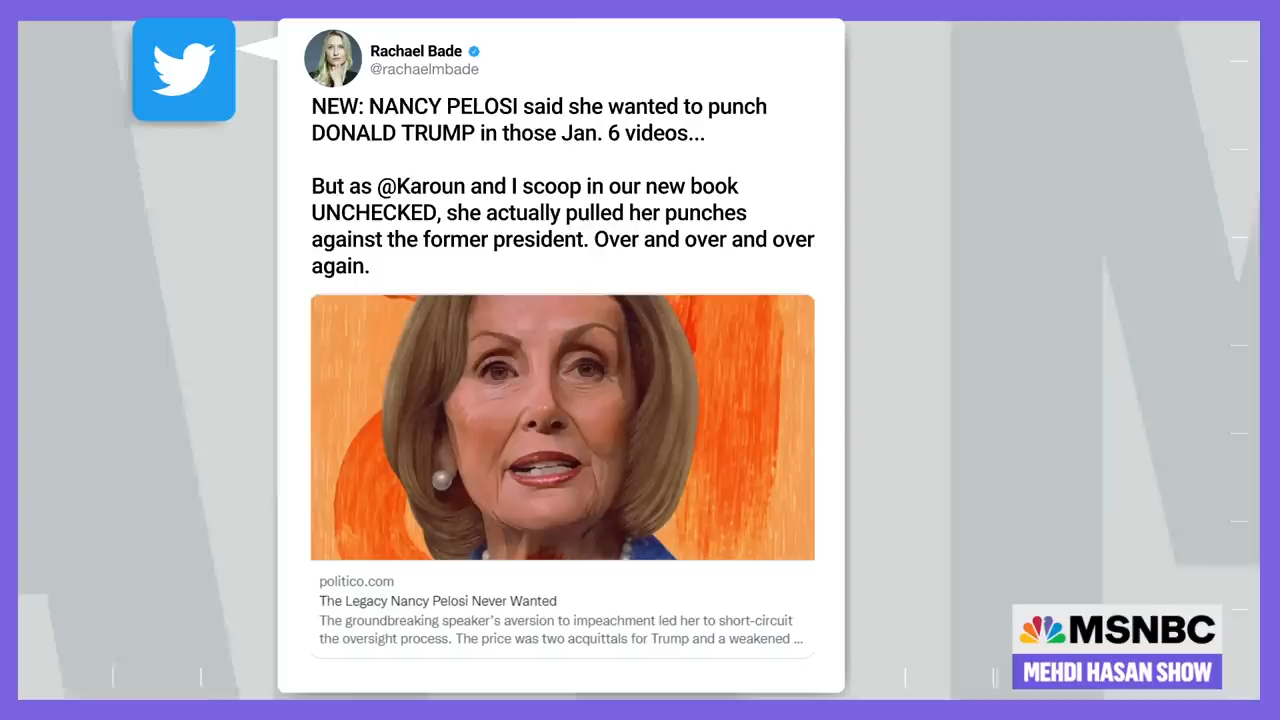 Rachael Bade
@rachaelmbade
NEW: NANCY PELOSI said she wanted to punch
DONALD TRUMP in those Jan. 6 videos...
But as @Karoun and I scoop in our new book
UNCHECKED, she actually pulled her punches
against the former president. Over and over and over
again.
politico.com
The Legacy Nancy Pelosi Never Wanted
The groundbreaking speaker's aversion to impeachment led her to short-circuit
the oversight process. The price was two acquittals for Trump and a weakened ...
MSNBC
MEHDI HASAN SHOW